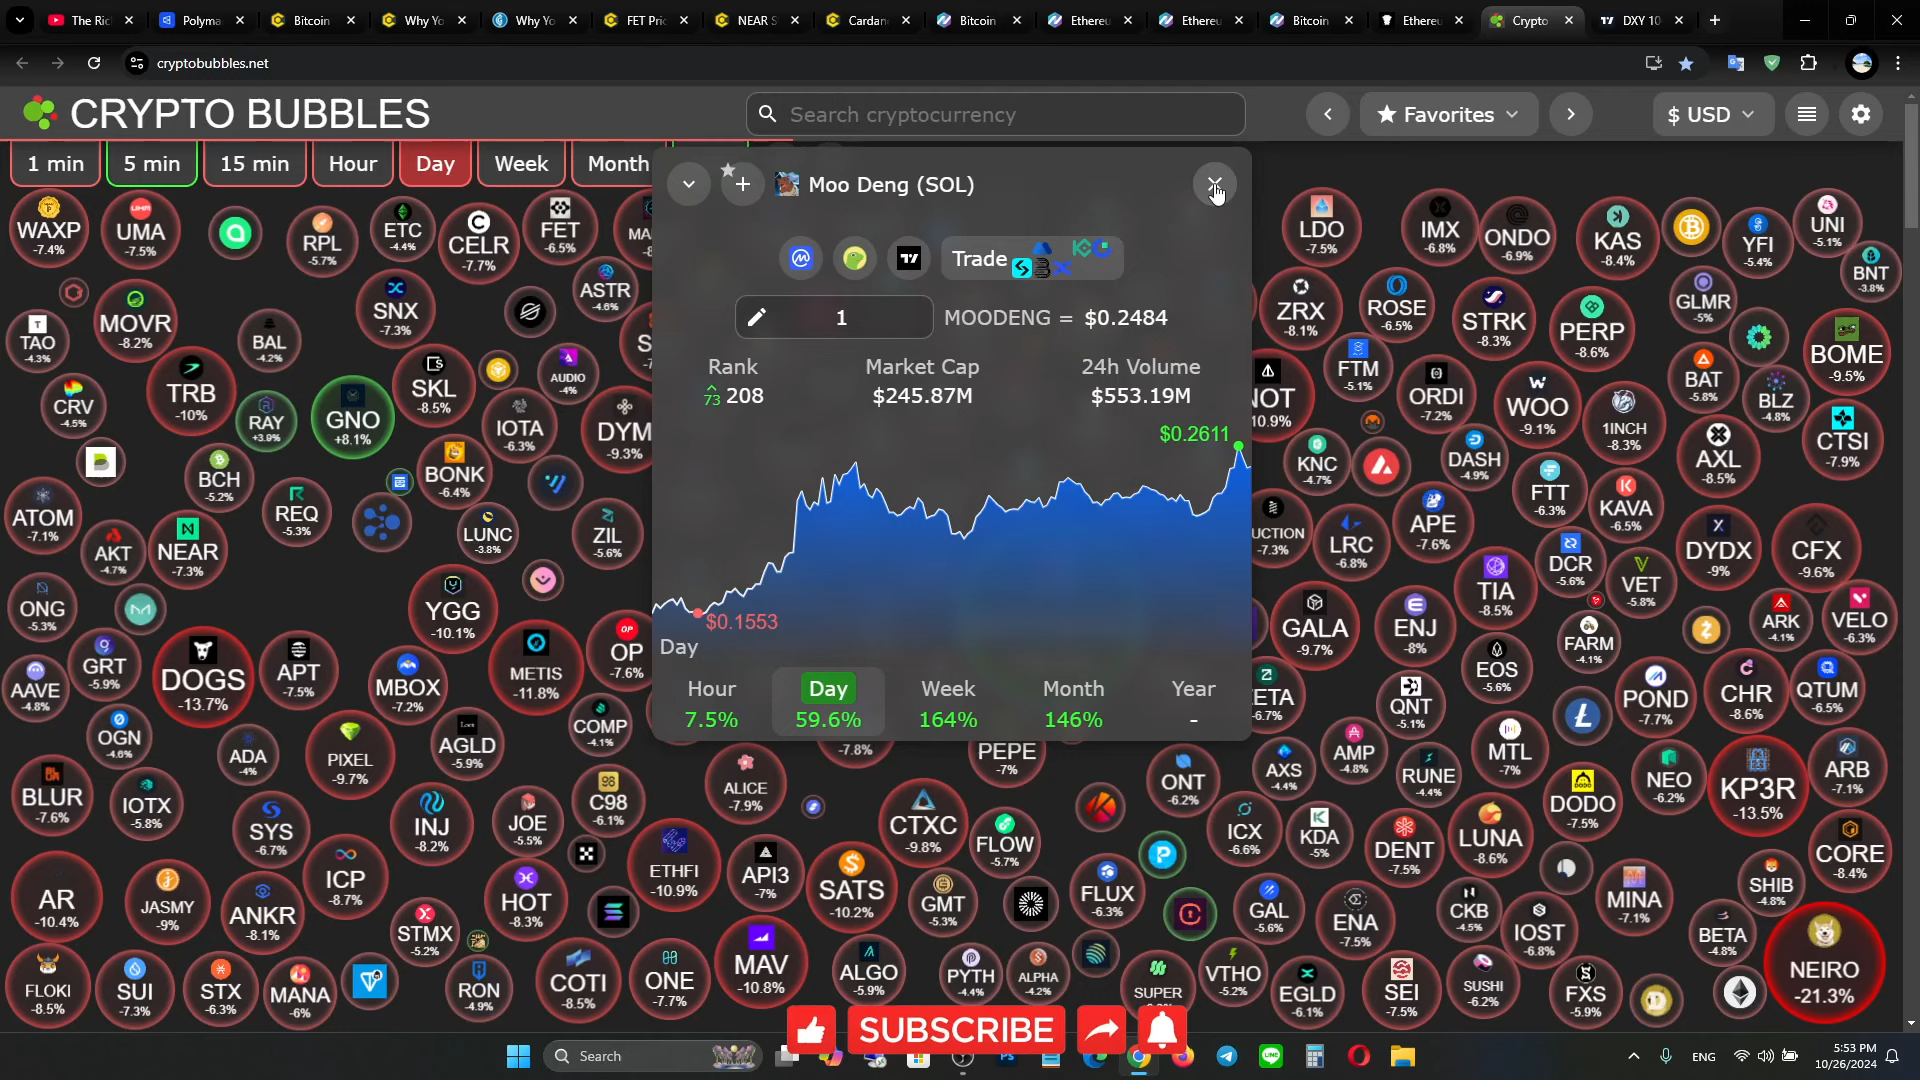 The Ric
Polyma
Bitcoin
Why Yo
Why Yo
FET Pric
NEAR S
Cardan
Bitcoin
Ethereu
Ethereu
Bitcoin
Ethereu
Crypto
DXY 10
cryptobubbles.net
CRYPTO BUBBLES
Search cryptocurrency
Favorites
$ USD
1 min
5 min
15 min
Hour
Day
Week
Month
Moo Deng (SOL)
Trade
1
MOODENG = $0.2484
Rank
Market Cap
24h Volume
73 208
$245.87M
$553.19M
$0.2611
$0.1553
Day
Hour
Day
Week
Month
Year
7.5%
59.6%
164%
146%
-
WAXP
-7.4%
UMA
-7.5%
RPL
-5.7%
ETC
-4.4%
CELR
-7.7%
FET
-6.5%
LDO
-7.5%
IMX
-6.8%
ONDO
-6.9%
KAS
-8.4%
YFI
-5.4%
UNI
-5.1%
BNT
-3.8%
TAO
-4.3%
MOVR
-8.2%
BAL
-4.2%
SNX
-7.3%
ASTR
-4.6%
ZRX
-8.1%
ROSE
-6.5%
STRK
-8.3%
PERP
-8.6%
GLMR
-5%
BOME
-9.5%
CRV
-4.5%
TRB
-10%
RAY
+3.9%
GNO
+8.1%
SKL
-8.5%
AUDIO
-4%
IOTA
-6.3%
DYM
-9.3%
NOT
10.9%
FTM
-5.1%
ORDI
-7.2%
WOO
-9.1%
1INCH
-8.3%
BAT
-5.8%
BLZ
-4.8%
CTSI
-7.9%
BCH
-5.2%
BONK
-6.4%
KNC
-4.7%
DASH
-4.9%
FTT
-6.3%
KAVA
-6.5%
AXL
-8.5%
ATOM
-7.1%
AKT
-4.7%
NEAR
-7.3%
REQ
-5.3%
LUNC
-3.8%
ZIL
-5.6%
UCTION
-7.3%
LRC
-6.8%
APE
-7.6%
DCR
-5.6%
VET
-5.8%
DYDX
-9%
CFX
-9.6%
ONG
-5.3%
YGG
-10.1%
GALA
-9.7%
ENJ
-8%
TIA
-8.5%
FARM
-4.1%
ARK
-4.1%
VELO
-6.3%
AAVE
-4.8%
GRT
-5.9%
DOGS
-13.7%
APT
-7.5%
MBOX
-7.2%
METIS
-11.8%
OP
-7.6%
ETA
-6.7%
QNT
-5.1%
EOS
-5.6%
POND
-7.7%
CHR
-8.6%
QTUM
-6.5%
OGN
-4.6%
ADA
-4%
PIXEL
-9.7%
AGLD
-5.9%
COMP
-4.1%
-7.8%
PEPE
-7%
AMP
-4.8%
MTL
-7%
BLUR
-7.6%
IOTX
-5.8%
SYS
-6.7%
INJ
-8.2%
JOE
-5.5%
C98
-6.1%
ALICE
-7.9%
ONT
-6.2%
AXS
-4.4%
RUNE
-4.4%
DODO
-7.5%
NEO
-6.2%
KP3R
-13.5%
ARB
-7.1%
CTXC
-9.8%
FLOW
-5.7%
ICX
-6.6%
KDA
-5%
DENT
-7.5%
LUNA
-8.6%
CORE
-8.4%
AR
-10.4%
JASMY
-9%
ANKR
-8.1%
ICP
-8.7%
HOT
-8.3%
ETHFI
-10.9%
API3
-7%
SATS
-10.2%
GMT
-5.3%
FLUX
-6.3%
GAL
-5.6%
ENA
-7.5%
CKB
-4.5%
IOST
-6.8%
MINA
-7.1%
SHIB
-4.8%
BETA
-4.8%
NEIRO
-21.3%
STMX
-5.2%
FLOKI
-8.5%
SUI
-7.3%
STX
-6.3%
MANA
-6%
RON
-4.9%
COTI
-8.5%
ONE
-7.7%
MAV
-10.8%
ALGO
-5.9%
PYTH
-4.4%
ALPHA
-4.2%
SUPER
VTHO
-5.2%
EGLD
-6.1%
SEI
-7.5%
SUSHI
-6.2%
FXS
-5.9%
SUBSCRIBE
Search
ENG
5:53 PM
10/26/2024